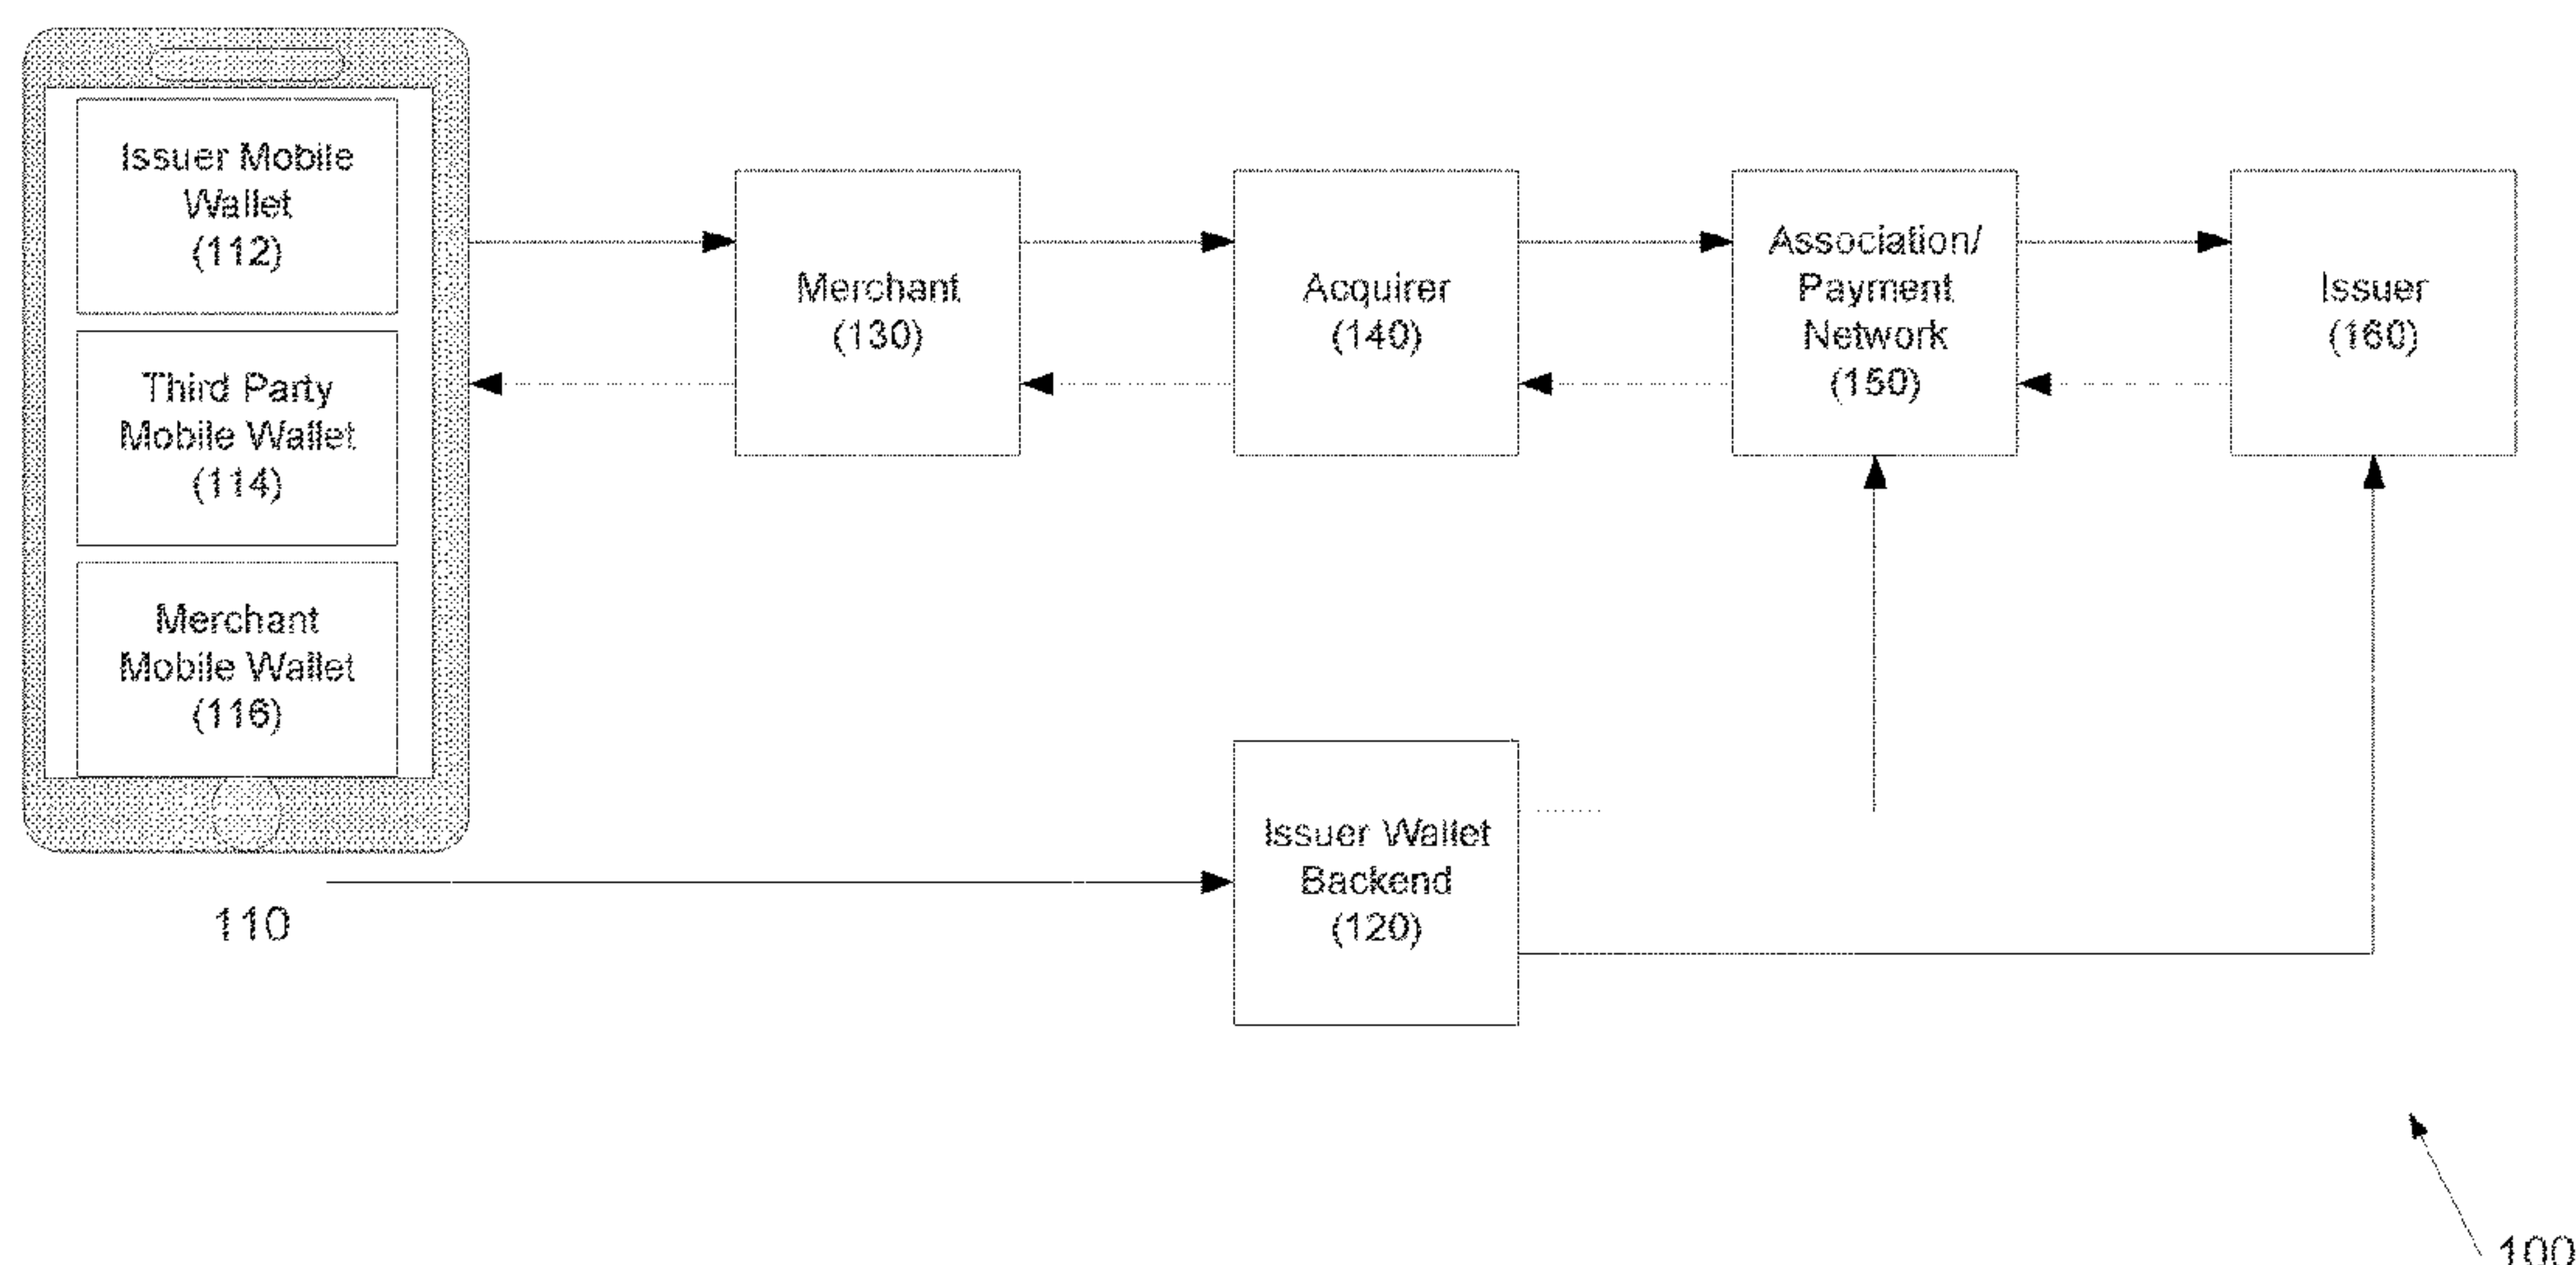 Issuer Mobile
Wallet
(112)
Third Party
Mobile Wallet
(114)
Merchant
Mobile Wallet
(116)
110
Merchant
(130)
Acquirer
(140)
Association/
Payment
Network
(150)
Issuer
(160)
Issuer Wallet
Backend
(120)
100